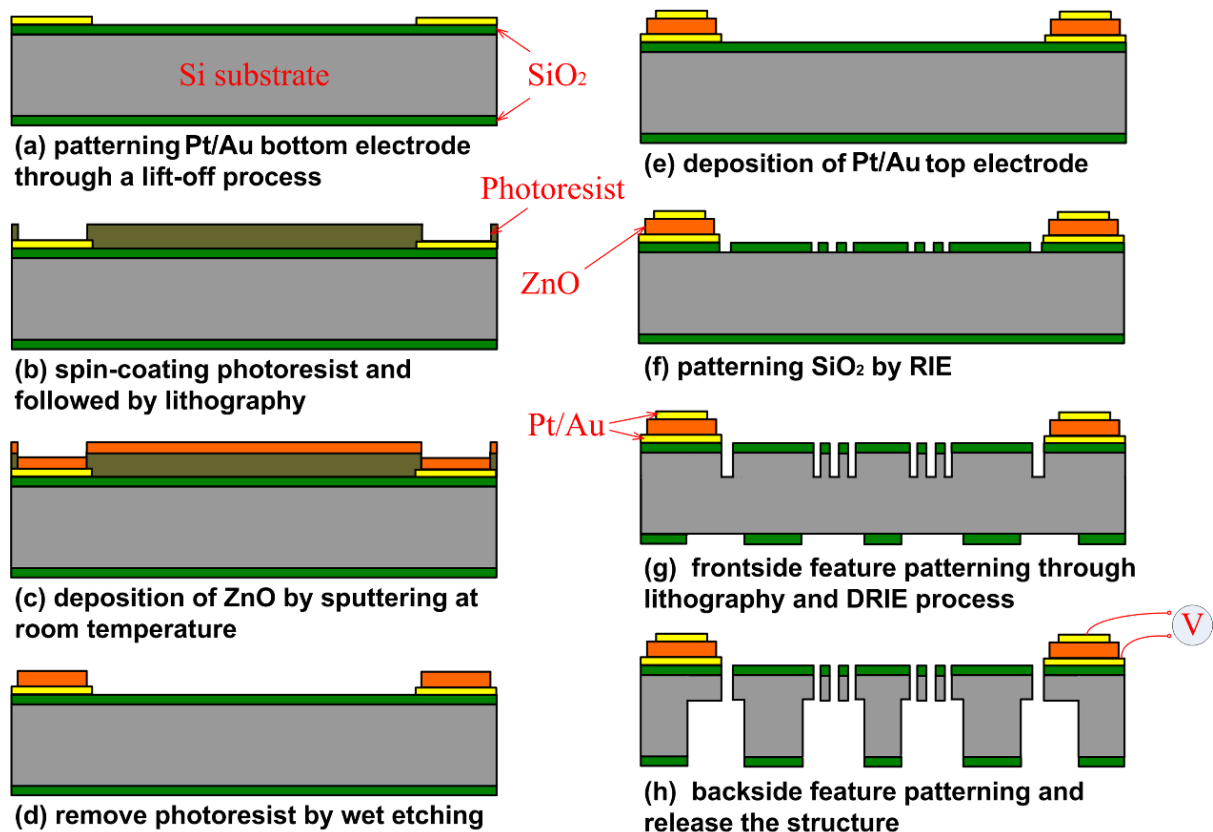 Si substrate
SiO2
(a) patterning Pt/Au bottom electrode
through a lift-off process
Photoresist
(b) spin-coating photoresist and
followed by lithography
(c) deposition of ZnO by sputtering at
room temperature
(d) remove photoresist by wet etching
(e) deposition of Pt/Au top electrode
ZnO
(f) patterning SiO2 by RIE
Pt/Au
(g) frontside feature patterning through
lithography and DRIE process
V
(h) backside feature patterning and
release the structure